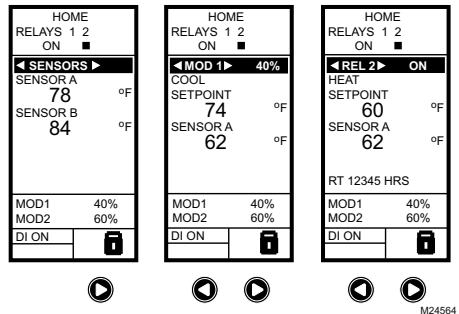 HOME
RELAYS 1 2
ON ■
◄ SENSORS ►
SENSOR A
78 ºF
SENSOR B
84 ºF
MOD1 40%
MOD2 60%
DI ON
HOME
RELAYS 1 2
ON ■
◄ MOD 1 ► 40%
COOL
SETPOINT
74 ºF
SENSOR A
62 ºF
MOD1 40%
MOD2 60%
DI ON
HOME
RELAYS 1 2
ON ■
◄ REL 2 ► ON
HEAT
SETPOINT
60 ºF
SENSOR A
62 ºF
RT 12345 HRS
MOD1 40%
MOD2 60%
DI ON
M24564